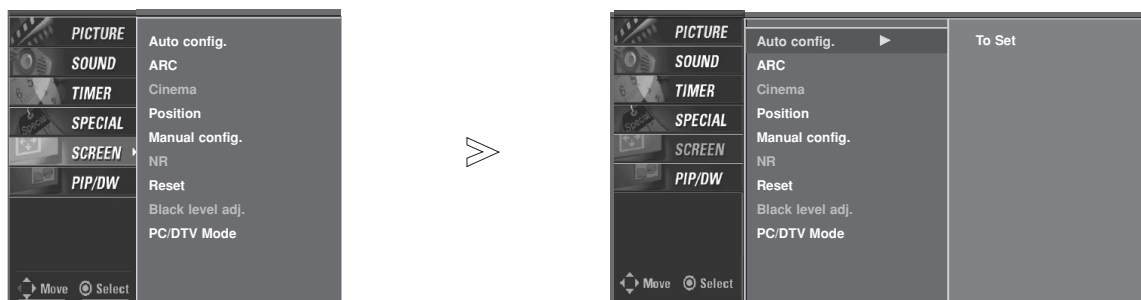 PICTURE
SOUND
TIMER
SPECIAL
SCREEN
PIP/DW
Move Select
Auto config.
ARC
Cinema
Position
Manual config.
NR
Reset
Black level adj.
PC/DTV Mode
PICTURE
SOUND
TIMER
SPECIAL
SCREEN
PIP/DW
Move Select
Auto config.
ARC
Cinema
Position
Manual config.
NR
Reset
Black level adj.
PC/DTV Mode
To Set